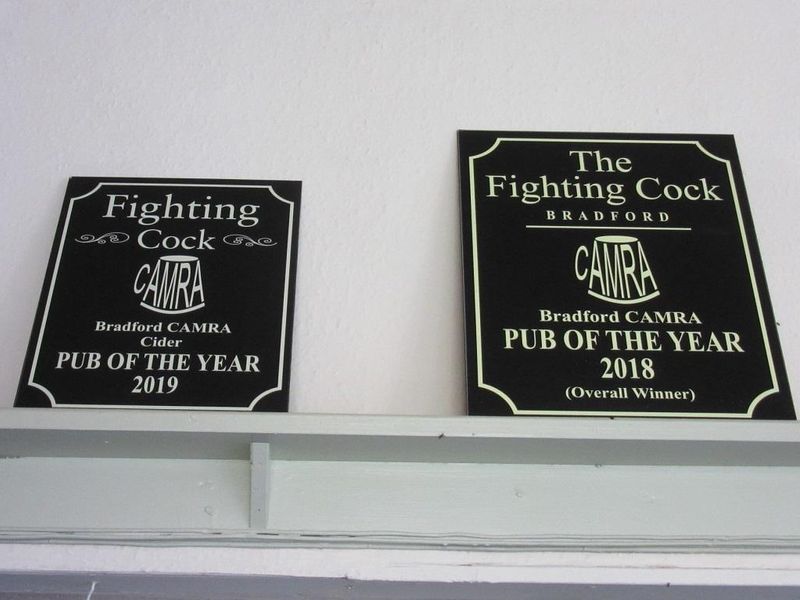 Fighting
Cock
CAMRA
Bradford CAMRA
Cider
PUB OF THE YEAR
2019
The
Fighting Cock
BRADFORD
CAMRA
Bradford CAMRA
PUB OF THE YEAR
2018
(Overall Winner)